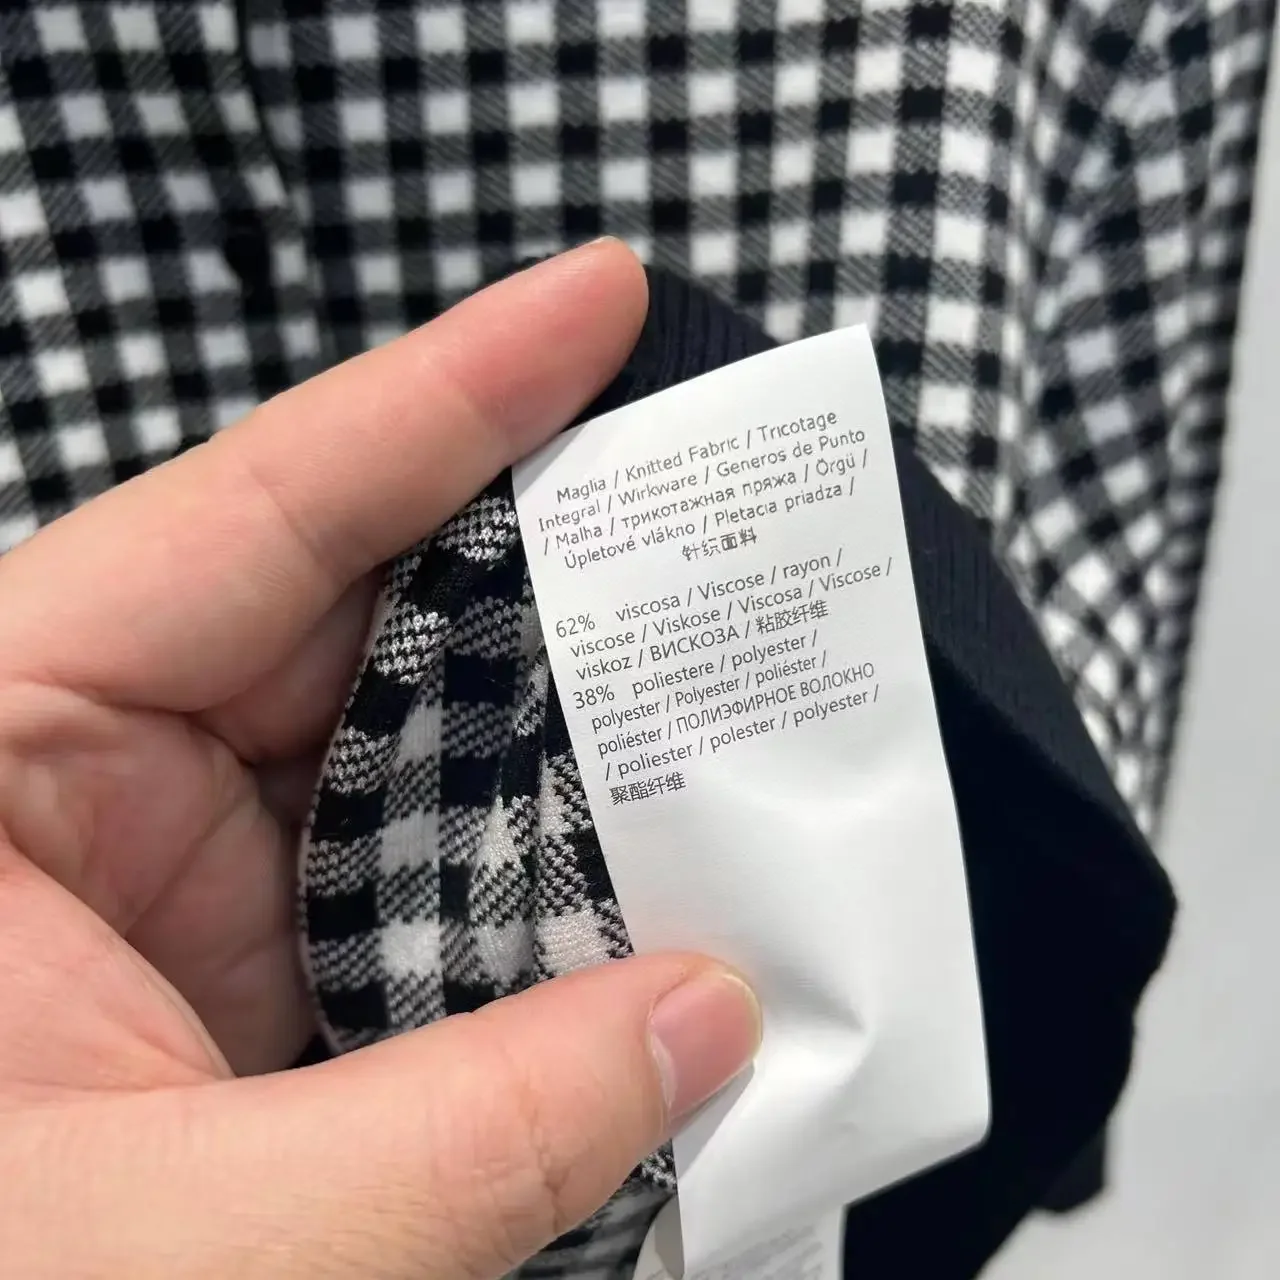 Maglia / Knitted Fabric / Tricotage
Integral / Wirkware / Generos de Punto
/ Malha / трикотажная пряжа / Örgü /
Úpletové vlákno / Pletacia priadza /
针织面料
62% viscosa / Viscose / rayon /
viscose / Viskose / Viscosa / Viscose /
viskoz / ВИСКОЗА / 粘胶纤维
38% poliestere / polyester /
polyester / Polyester / poliéster /
poliéster / ПОЛИЭФИРНОЕ ВОЛОКНО
/ poliester / polester / polyester /
聚酯纤维